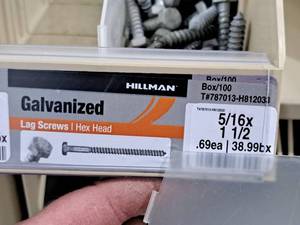 HILLMAN
Galvanized
Lag Screws | Hex Head
Box/100
Box/100
T#787013-H812031
5/16x
1 1/2
.69ea | 38.99bx